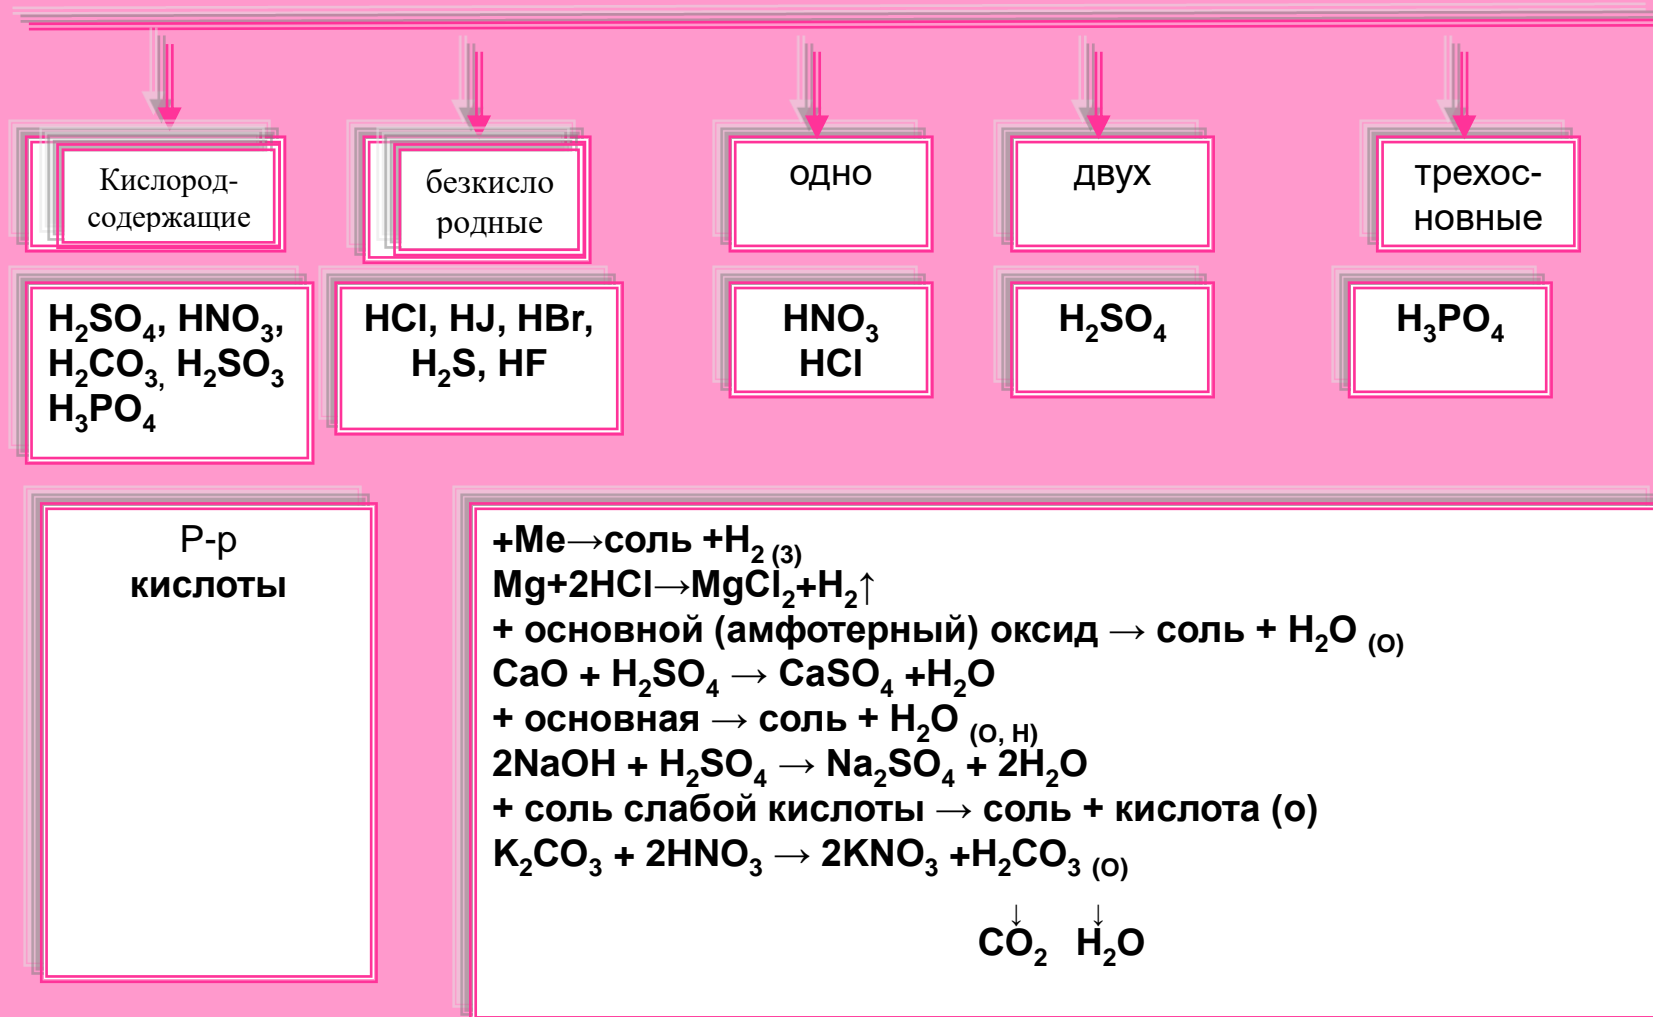 Кислород-
содержащие
безкисло
родные
одно
двух
трехос-
новные
H₂SO₄, HNO₃,
H₂CO₃, H₂SO₃
H₃PO₄
HCl, HJ, HBr,
H₂S, HF
HNO₃
HCl
H₂SO₄
H₃PO₄
Р-р
кислоты
+Me→соль +H₂ (3)
Mg+2HCl→MgCl₂+H₂↑
+ основной (амфотерный) оксид → соль + H₂O (O)
CaO + H₂SO₄ → CaSO₄ +H₂O
+ основная → соль + H₂O (O, H)
2NaOH + H₂SO₄ → Na₂SO₄ + 2H₂O
+ соль слабой кислоты → соль + кислота (о)
K₂CO₃ + 2HNO₃ → 2KNO₃ +H₂CO₃ (O)
↓ ↓
CO₂ H₂O